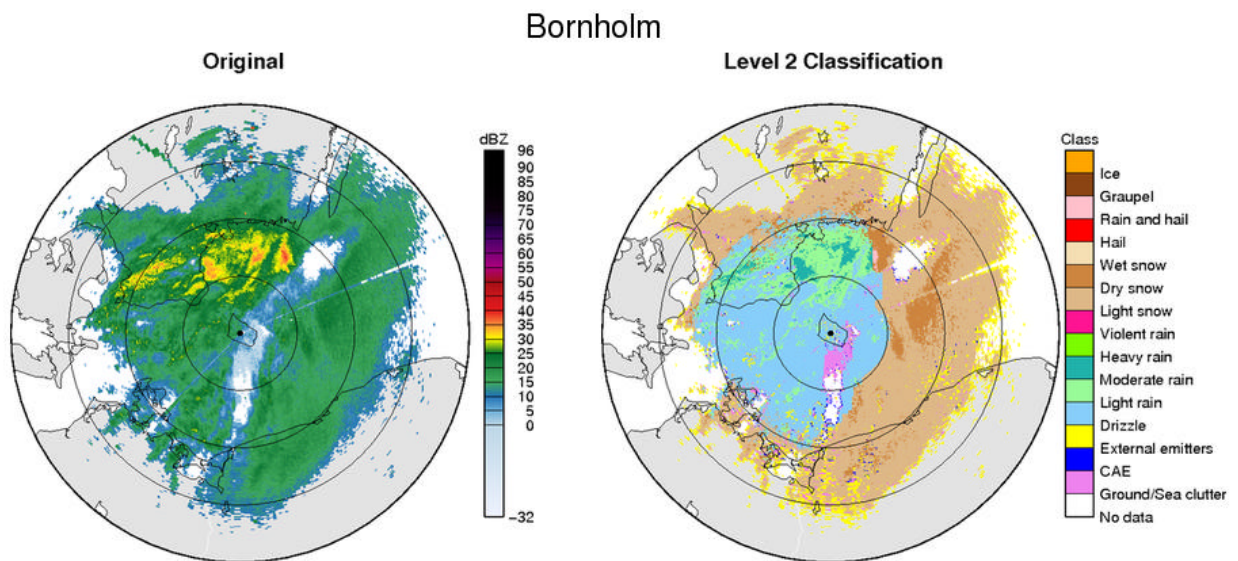 Bornholm
Original
Level 2 Classification
dBZ
96
90
85
80
75
70
65
60
55
50
45
40
35
30
25
20
15
10
5
0
−32
Class
Ice
Graupel
Rain and hail
Hail
Wet snow
Dry snow
Light snow
Violent rain
Heavy rain
Moderate rain
Light rain
Drizzle
External emitters
CAE
Ground/Sea clutter
No data